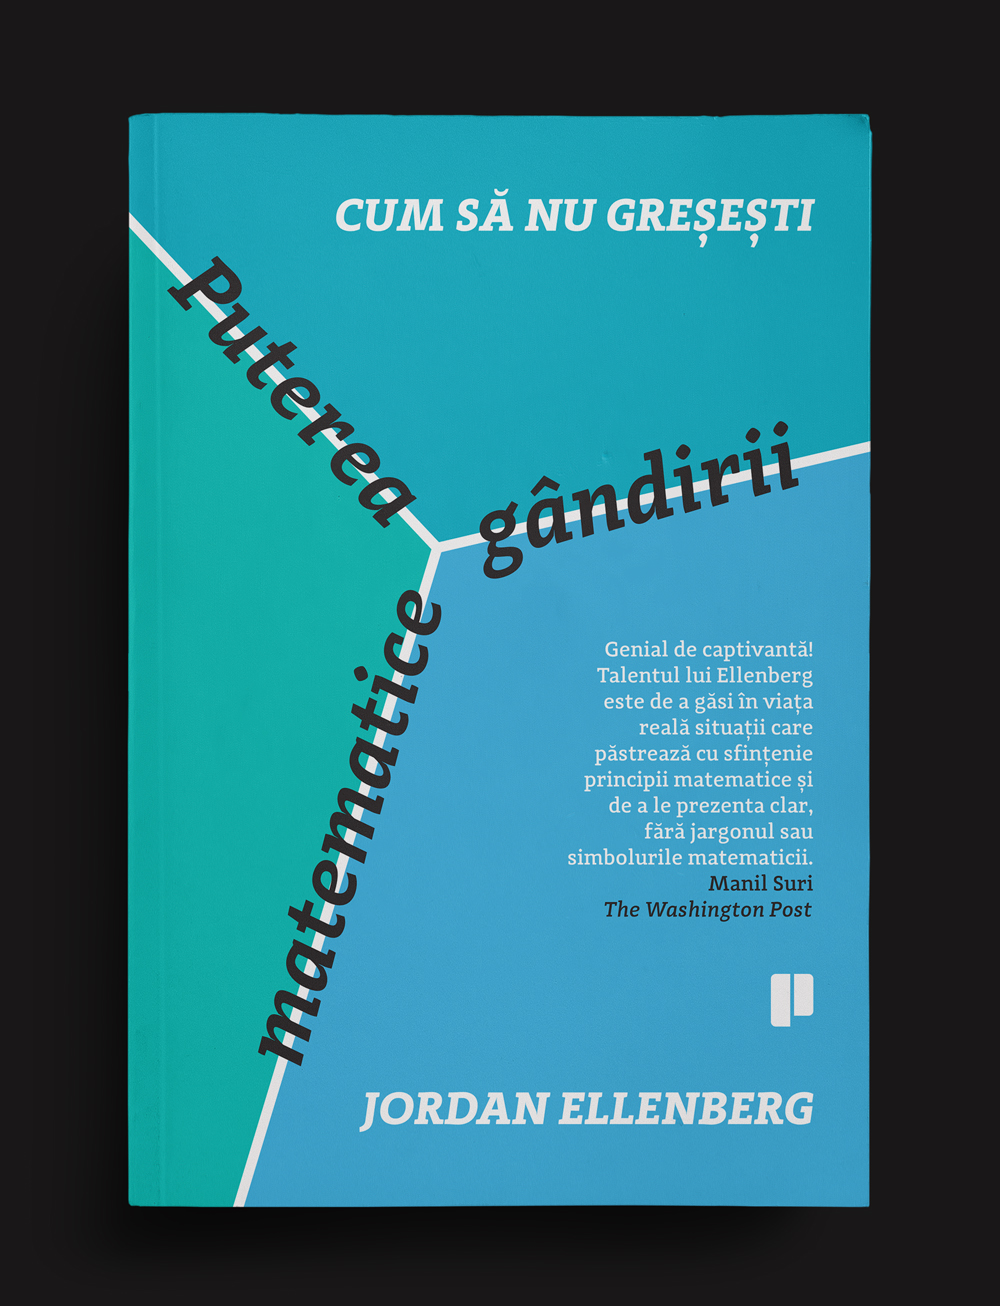 CUM SĂ NU GREȘEȘTI
Puterea
gândirii
matematice
Genial de captivantă!
Talentul lui Ellenberg
este de a găsi în viața
reală situații care
păstrează cu sfințenie
principii matematice și
de a le prezenta clar,
fără jargonul sau
simbolurile matematicii.
Manil Suri
The Washington Post
JORDAN ELLENBERG